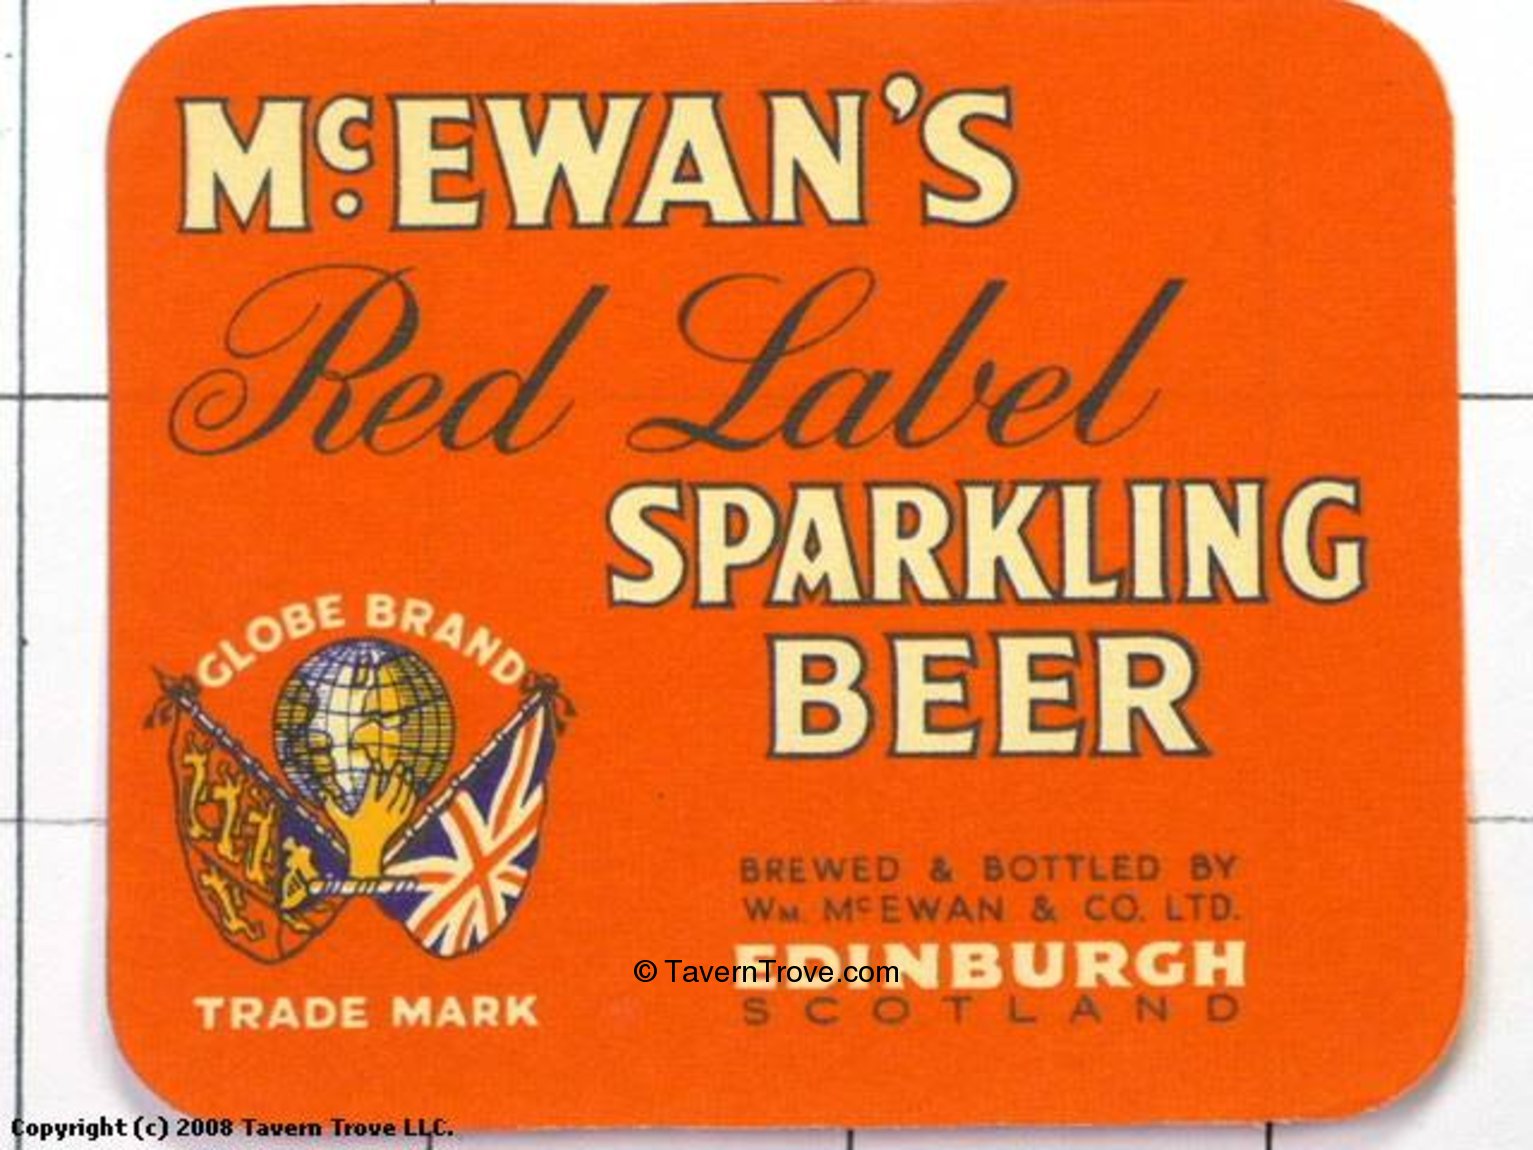 McEWAN'S
Red Label
SPARKLING
BEER
GLOBE BRAND
TRADE MARK
BREWED & BOTTLED BY
WM. McEWAN & CO. LTD.
EDINBURGH
SCOTLAND
© TavernTrove.com
Copyright (c) 2008 Tavern Trove LLC.